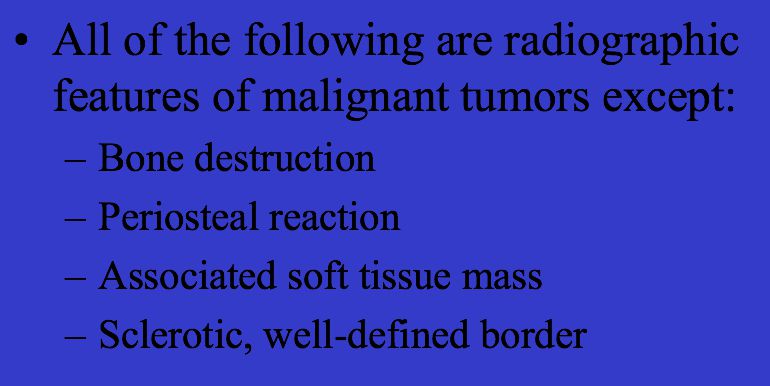 • All of the following are radiographic
features of malignant tumors except:
– Bone destruction
– Periosteal reaction
– Associated soft tissue mass
– Sclerotic, well-defined border